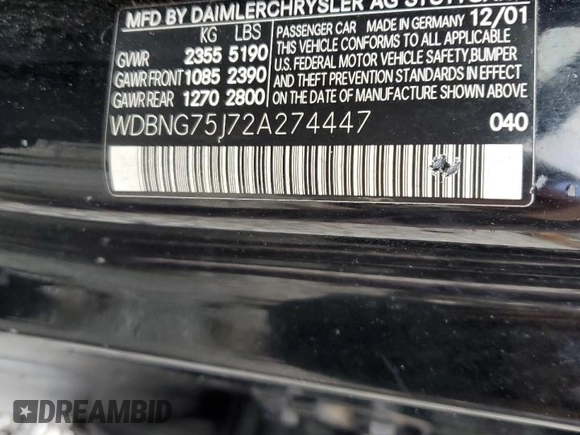 MFD BY DAIMLERCHRYSLER AG
KG LBS
GVWR 2355 5190
GAWR FRONT 1085 2390
GAWR REAR 1270 2800
PASSENGER CAR MADE IN GERMANY 12/01
THIS VEHICLE CONFORMS TO ALL APPLICABLE
U.S. FEDERAL MOTOR VEHICLE SAFETY, BUMPER
AND THEFT PREVENTION STANDARDS IN EFFECT
ON THE DATE OF MANUFACTURE SHOWN ABOVE
WDBNG75J72A274447 040
DREAMBID